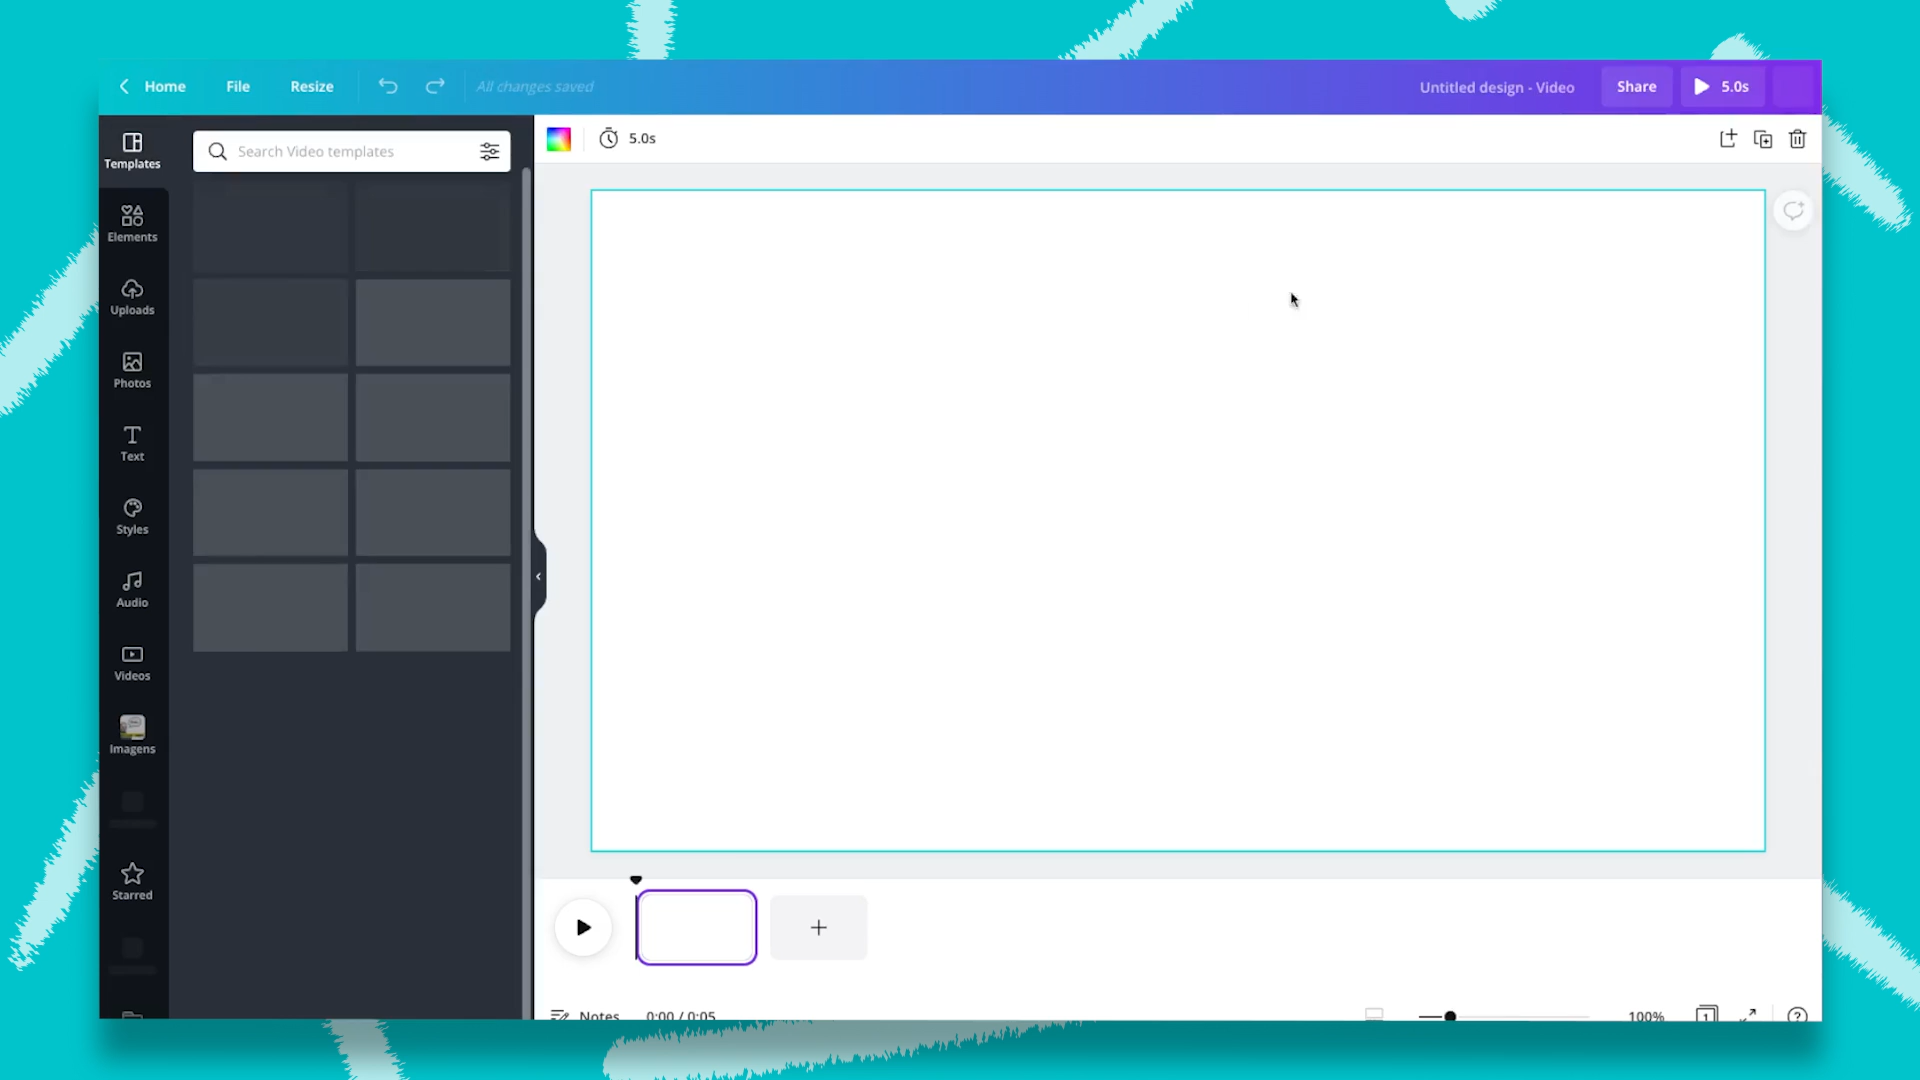 Home File Resize All changes saved Untitled design - Video Share 5.0s
Templates
Search Video templates
5.0s
Elements
Uploads
Photos
Text
Styles
Audio
Videos
Imagens
Starred
Notes 0:00 / 0:05 100% 1 ?